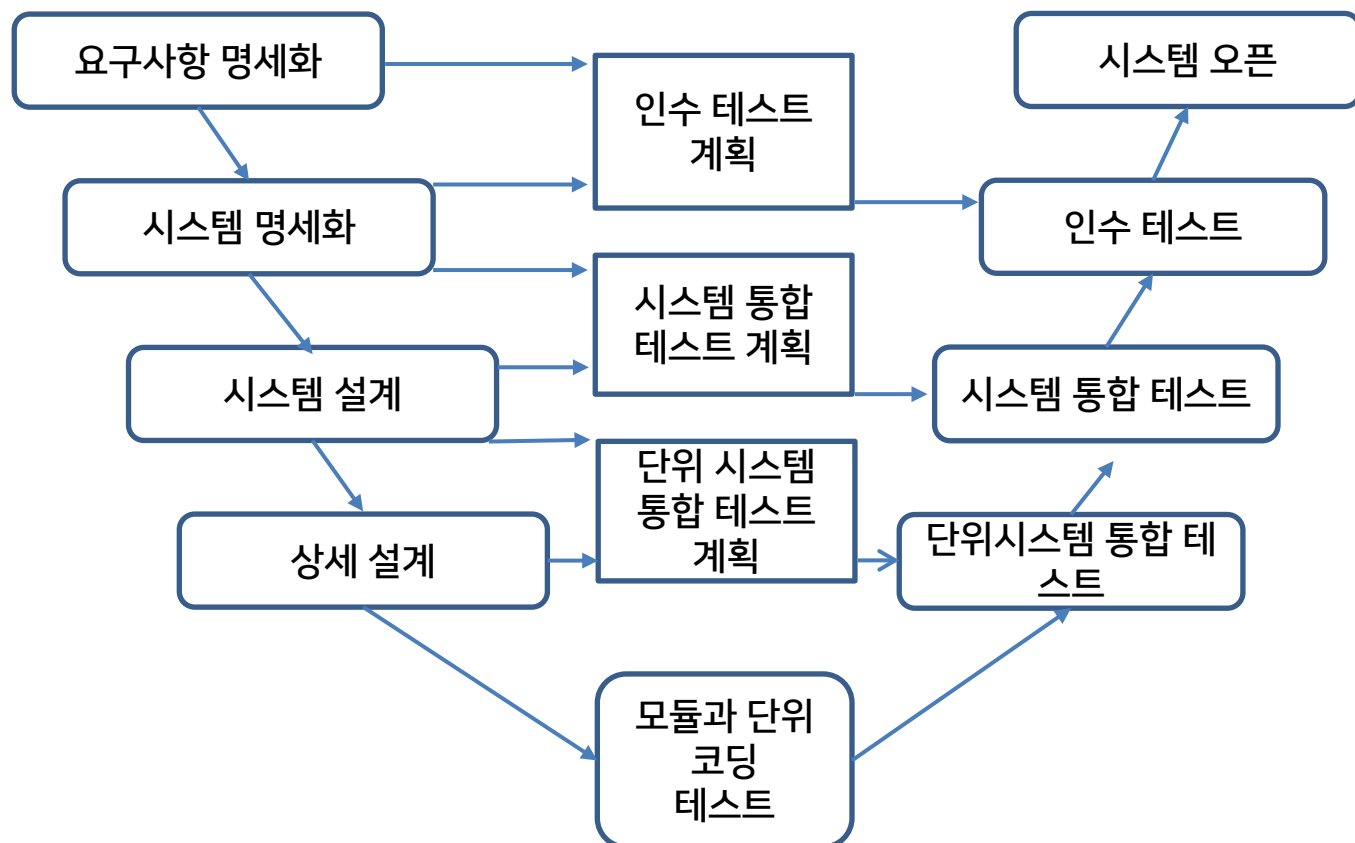 요구사항 명세화
시스템 오픈
인수 테스트
계획
시스템 명세화
인수 테스트
시스템 통합
테스트 계획
시스템 설계
시스템 통합 테스트
단위 시스템
통합 테스트
계획
상세 설계
단위시스템 통합 테
스트
모듈과 단위
코딩
테스트